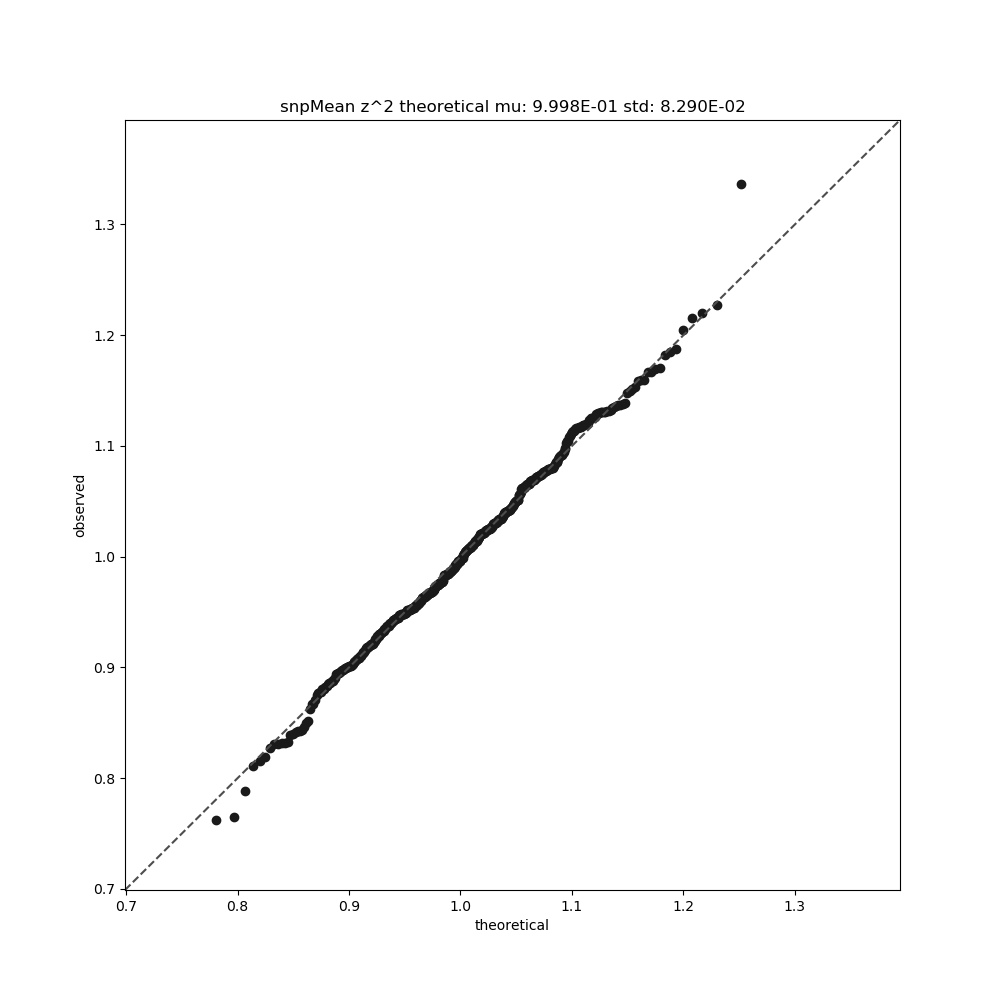 snpMean z^2 theoretical mu: 9.998E-01 std: 8.290E-02
1.3
1.2
1.1
1.0
0.9
0.8
0.7
observed
0.7 0.8 0.9 1.0 1.1 1.2 1.3
theoretical